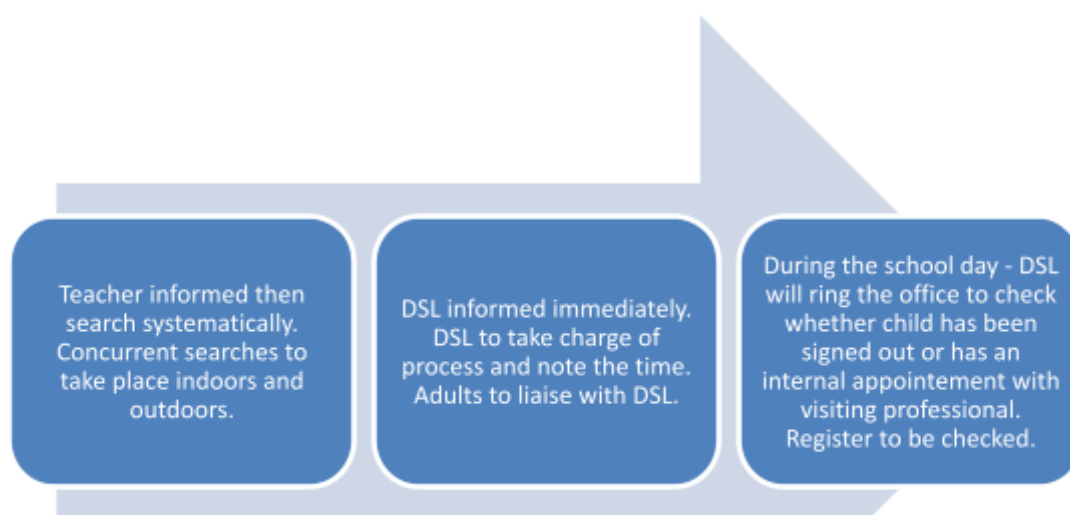 Teacher informed then
search systematically.
Concurrent searches to
take place indoors and
outdoors.
DSL informed immediately.
DSL to take charge of
process and note the time.
Adults to liaise with DSL.
During the school day - DSL
will ring the office to check
whether child has been
signed out or has an
internal appointement with
visiting professional.
Register to be checked.